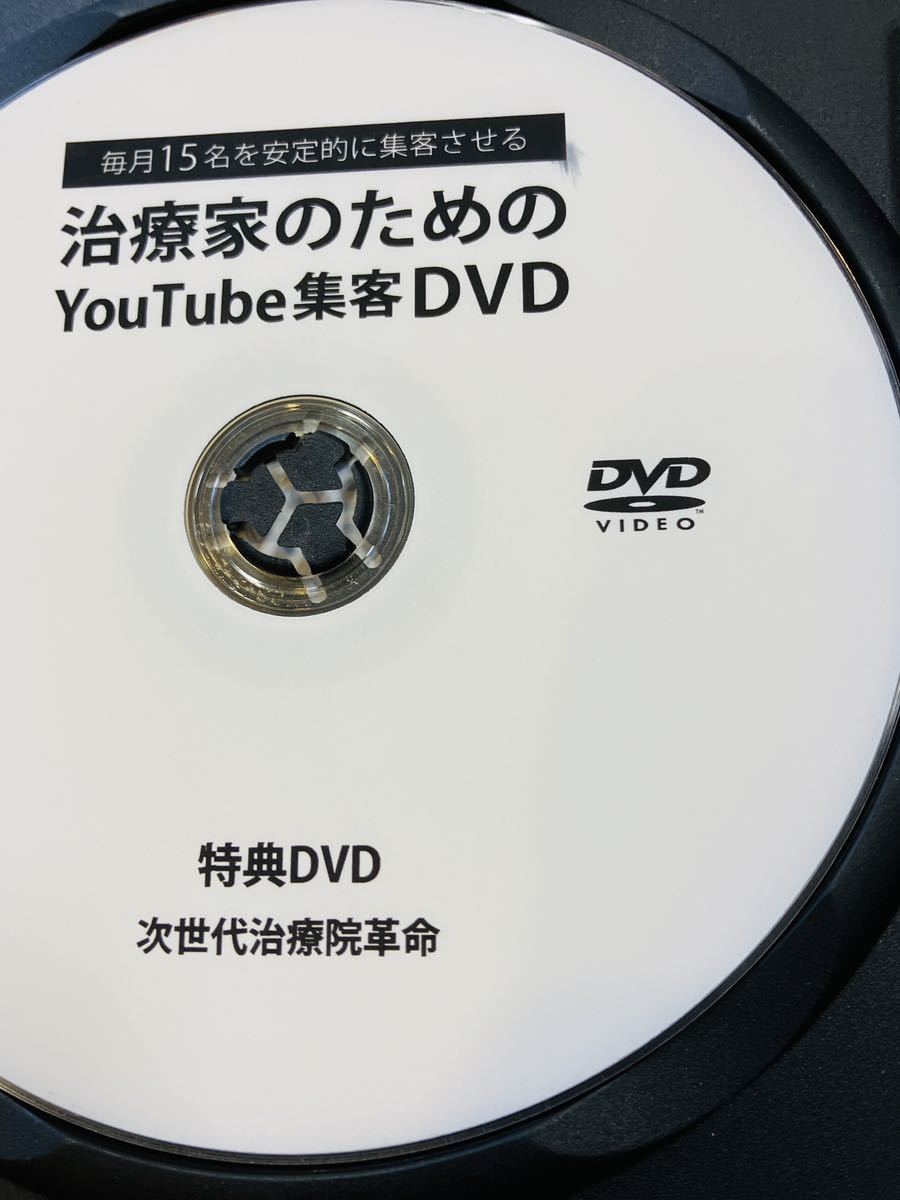 毎月15名を安定的に集客させる
治療家のための
YouTube集客DVD
DVD
VIDEO™
特典DVD
次世代治療院革命